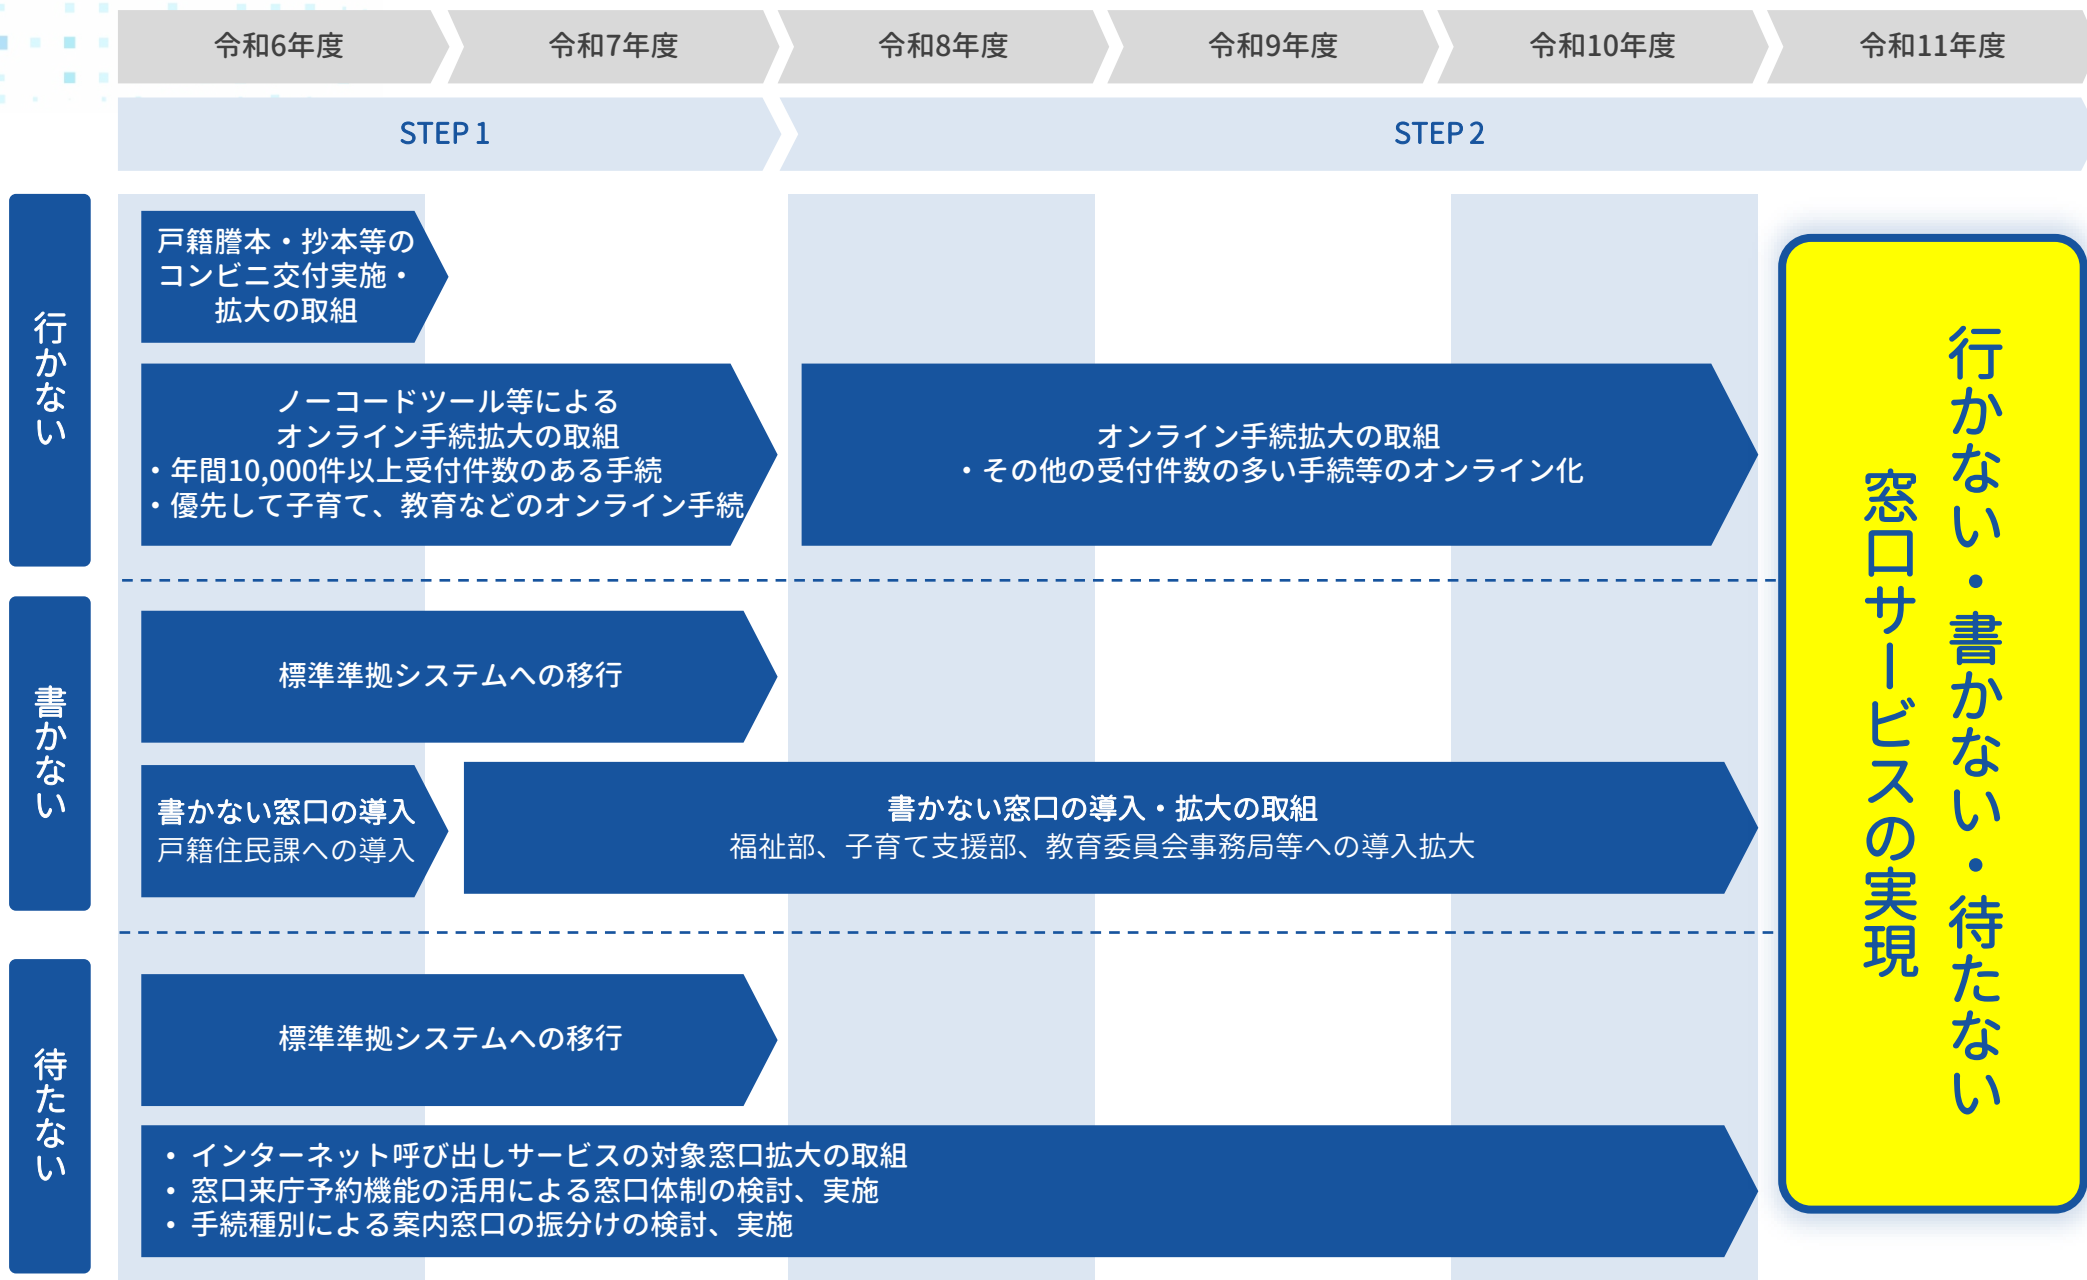 令和6年度
令和7年度
令和8年度
令和9年度
令和10年度
令和11年度
STEP 1
STEP 2
行かない
戸籍謄本・抄本等の
コンビニ交付実施・
拡大の取組
ノーコードツール等による
オンライン手続拡大の取組
・年間10,000件以上受付件数のある手続
・優先して子育て、教育などのオンライン手続
オンライン手続拡大の取組
・その他の受付件数の多い手続等のオンライン化
書かない
標準準拠システムへの移行
書かない窓口の導入
戸籍住民課への導入
書かない窓口の導入・拡大の取組
福祉部、子育て支援部、教育委員会事務局等への導入拡大
待たない
標準準拠システムへの移行
・インターネット呼び出しサービスの対象窓口拡大の取組
・窓口来庁予約機能の活用による窓口体制の検討、実施
・手続種別による案内窓口の振分けの検討、実施
行かない・書かない・待たない
窓口サービスの実現